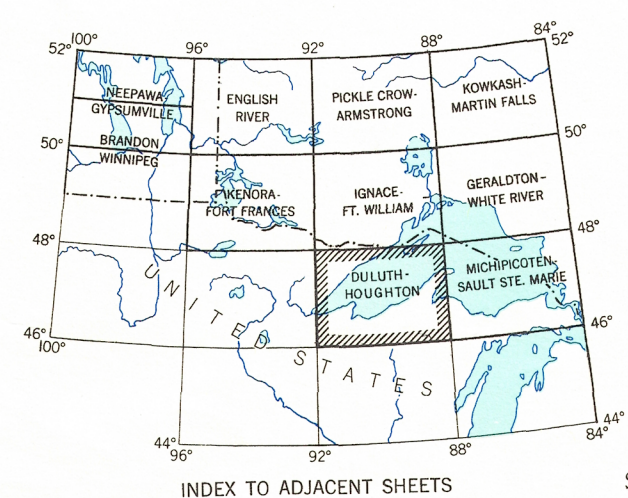 100°
96°
92°
88°
84°
52°
52°
NEEPAWA
GYPSUMVILLE
ENGLISH
RIVER
PICKLE CROW-
ARMSTRONG
KOWKASH-
MARTIN FALLS
50°
50°
BRANDON
WINNIPEG
KENORA-
FORT FRANCES
IGNACE-
FT. WILLIAM
GERALDTON-
WHITE RIVER
48°
48°
DULUTH-
HOUGHTON
MICHIPICOTEN-
SAULT STE. MARIE
UNITED STATES
46°
100°
46°
44°
96°
92°
88°
44°
84°
INDEX TO ADJACENT SHEETS